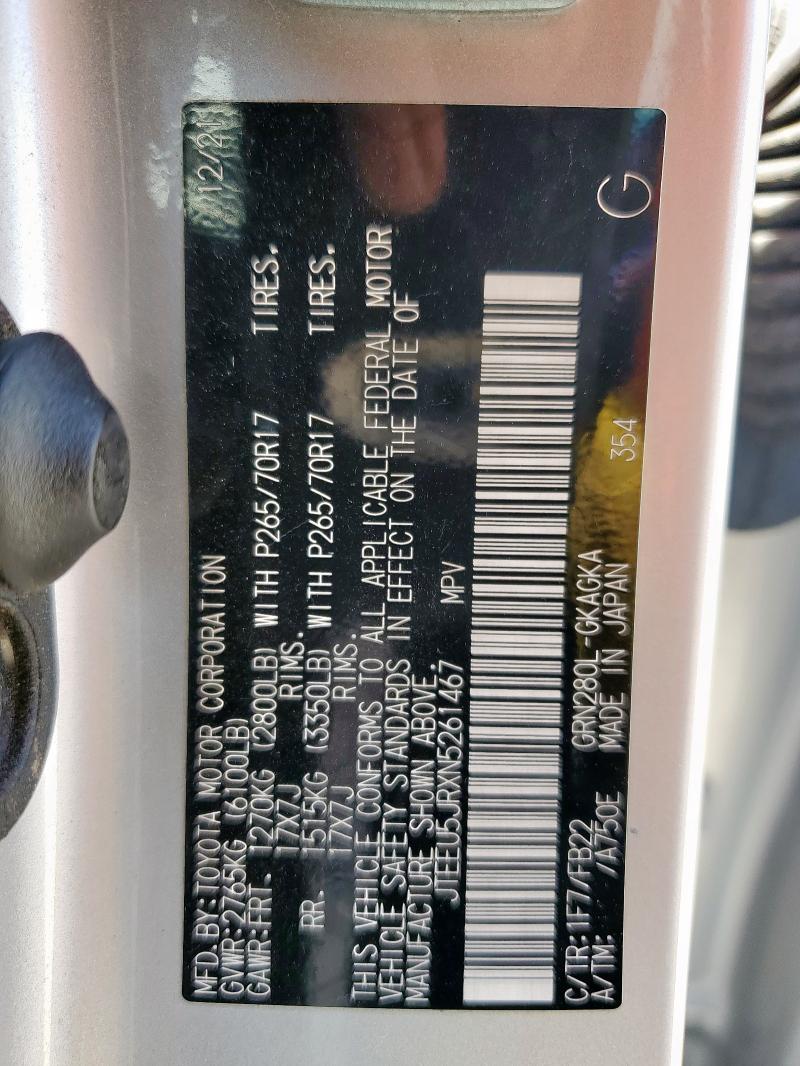 MFD.BY:TOYOTA MOTOR CORPORATION 12/21
GVWR:2765KG (6100LB)
GAWR:FRT. 1270KG (2800LB) WITH P265/70R17 TIRES.
17X7J RIMS.
RR. 1515KG (3350LB) WITH P265/70R17 TIRES.
17X7J RIMS.
THIS VEHICLE CONFORMS TO ALL APPLICABLE FEDERAL MOTOR
VEHICLE SAFETY STANDARDS IN EFFECT ON THE DATE OF
MANUFACTURE SHOWN ABOVE.
JTEEU5JRXN5261467 MPV
C/TR:1F7/FB22 GRN280L-GKAGKA
A/TM: /A750E MADE IN JAPAN 354 G